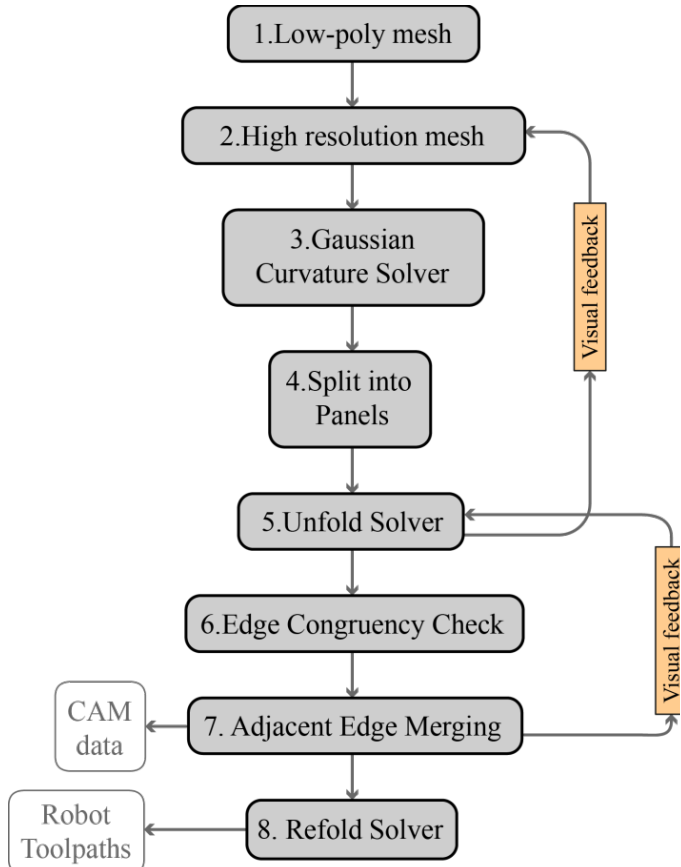 1.Low-poly mesh
2.High resolution mesh
3.Gaussian
Curvature Solver
Visual feedback
4.Split into
Panels
5.Unfold Solver
Visual feedback
6.Edge Congruency Check
CAM
data
7. Adjacent Edge Merging
Robot
Toolpaths
8. Refold Solver